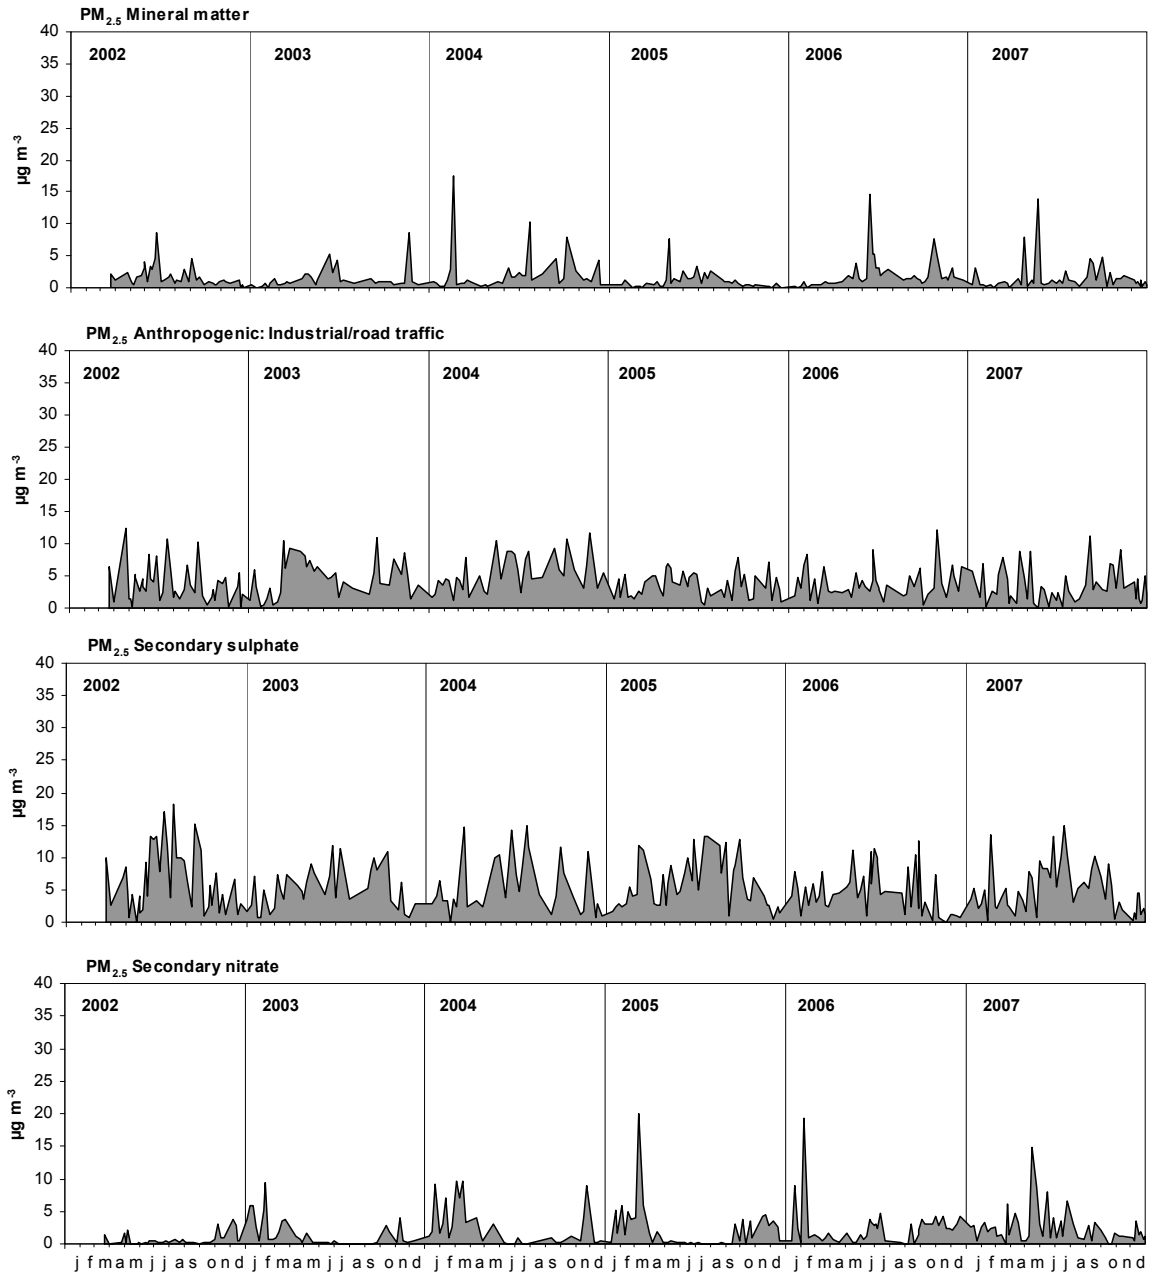 PM2.5 Mineral matter
40
35
30
25
20
15
10
5
0
µg m-3
2002 2003 2004 2005 2006 2007
PM2.5 Anthropogenic: Industrial/road traffic
40
35
30
25
20
15
10
5
0
µg m-3
2002 2003 2004 2005 2006 2007
PM2.5 Secondary sulphate
40
35
30
25
20
15
10
5
0
µg m-3
2002 2003 2004 2005 2006 2007
PM2.5 Secondary nitrate
40
35
30
25
20
15
10
5
0
µg m-3
2002 2003 2004 2005 2006 2007
j f m a m j j a s o n d j f m a m j j a s o n d j f m a m j j a s o n d j f m a m j j a s o n d j f m a m j j a s o n d j f m a m j j a s o n d